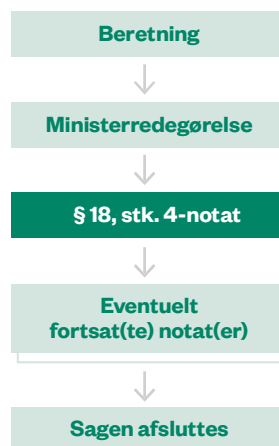 Beretning
Ministerredegørelse
§ 18, stk. 4-notat
Eventuelt
fortsat(te) notat(er)
Sagen afsluttes